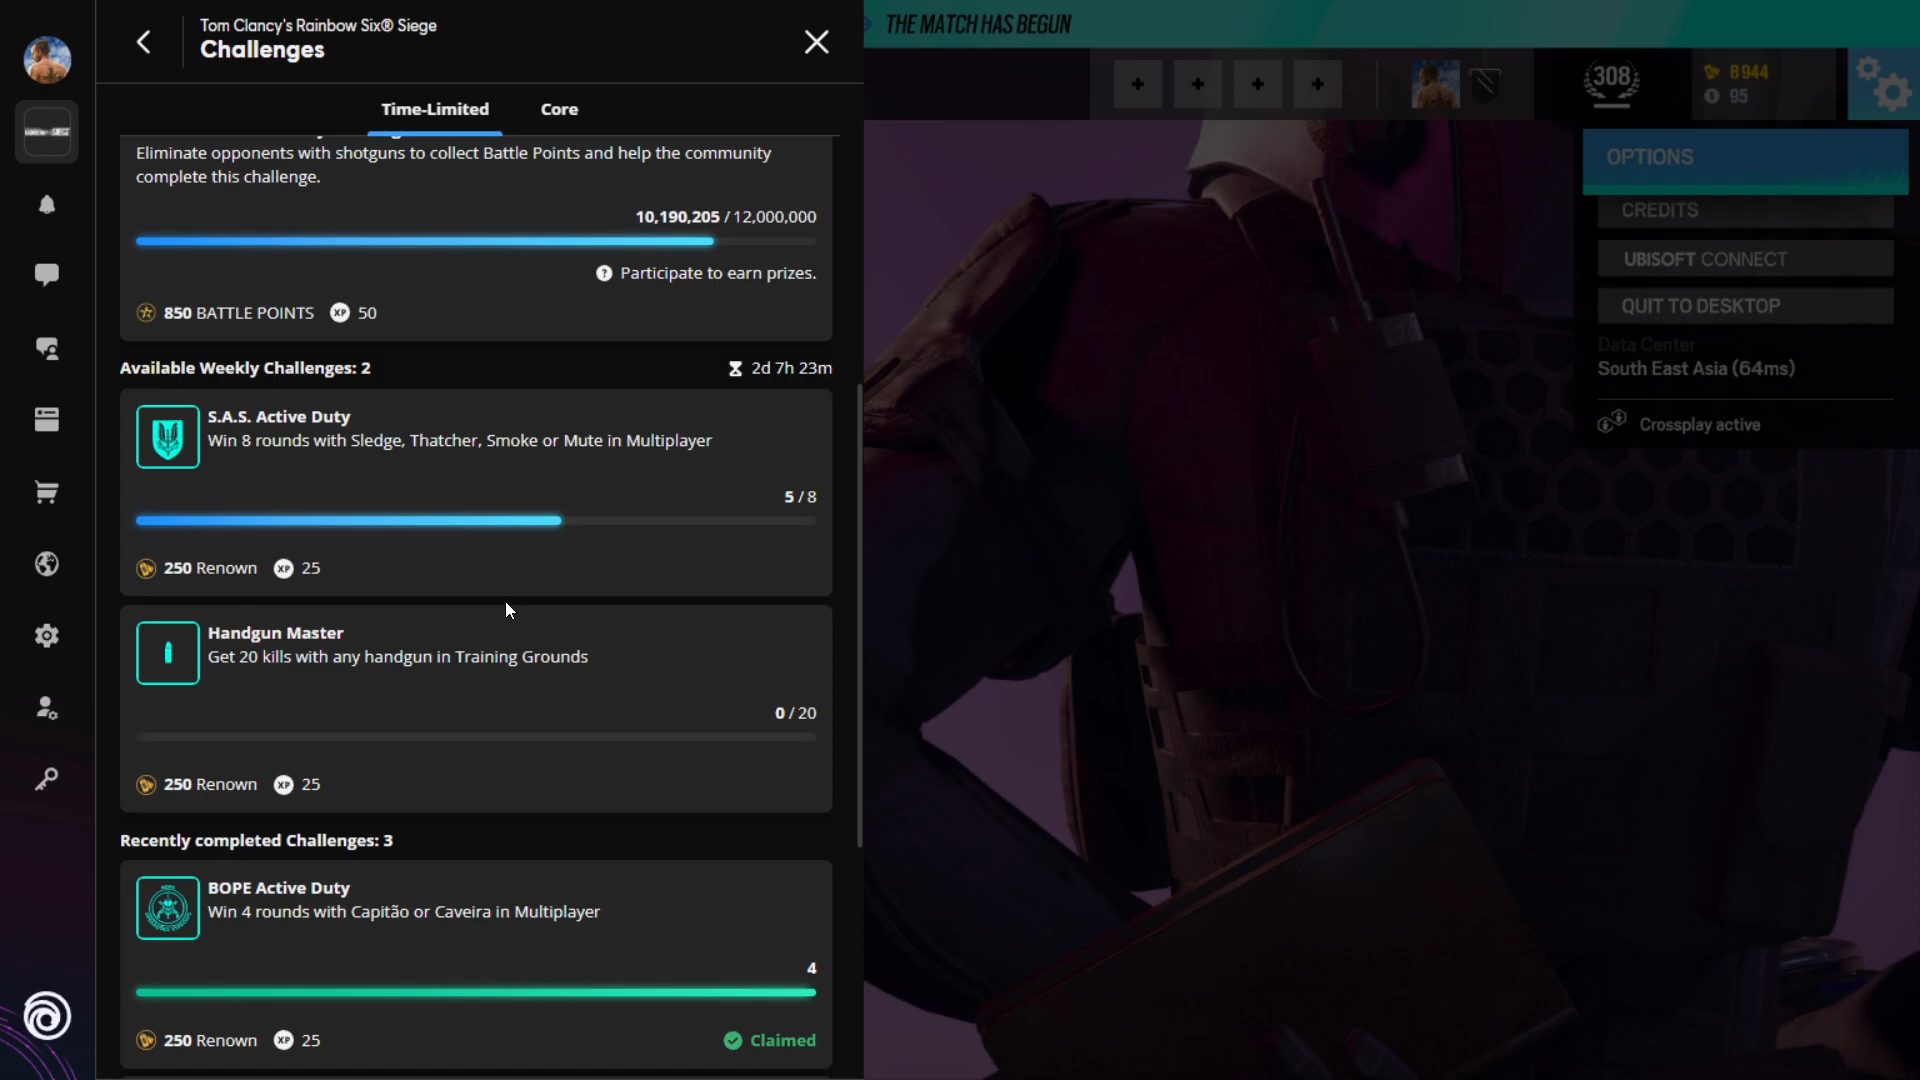 Tom Clancy's Rainbow Six® Siege
Challenges
Time-Limited
Core
Eliminate opponents with shotguns to collect Battle Points and help the community
complete this challenge.
10,190,205 / 12,000,000
? Participate to earn prizes.
850 BATTLE POINTS XP 50
Available Weekly Challenges: 2
2d 7h 23m
S.A.S. Active Duty
Win 8 rounds with Sledge, Thatcher, Smoke or Mute in Multiplayer
5 / 8
250 Renown XP 25
Handgun Master
Get 20 kills with any handgun in Training Grounds
0 / 20
250 Renown XP 25
Recently completed Challenges: 3
BOPE Active Duty
Win 4 rounds with Capitão or Caveira in Multiplayer
4
250 Renown XP 25
Claimed
THE MATCH HAS BEGUN
308
8944
95
OPTIONS
CREDITS
UBISOFT CONNECT
QUIT TO DESKTOP
Data Center
South East Asia (64ms)
Crossplay active